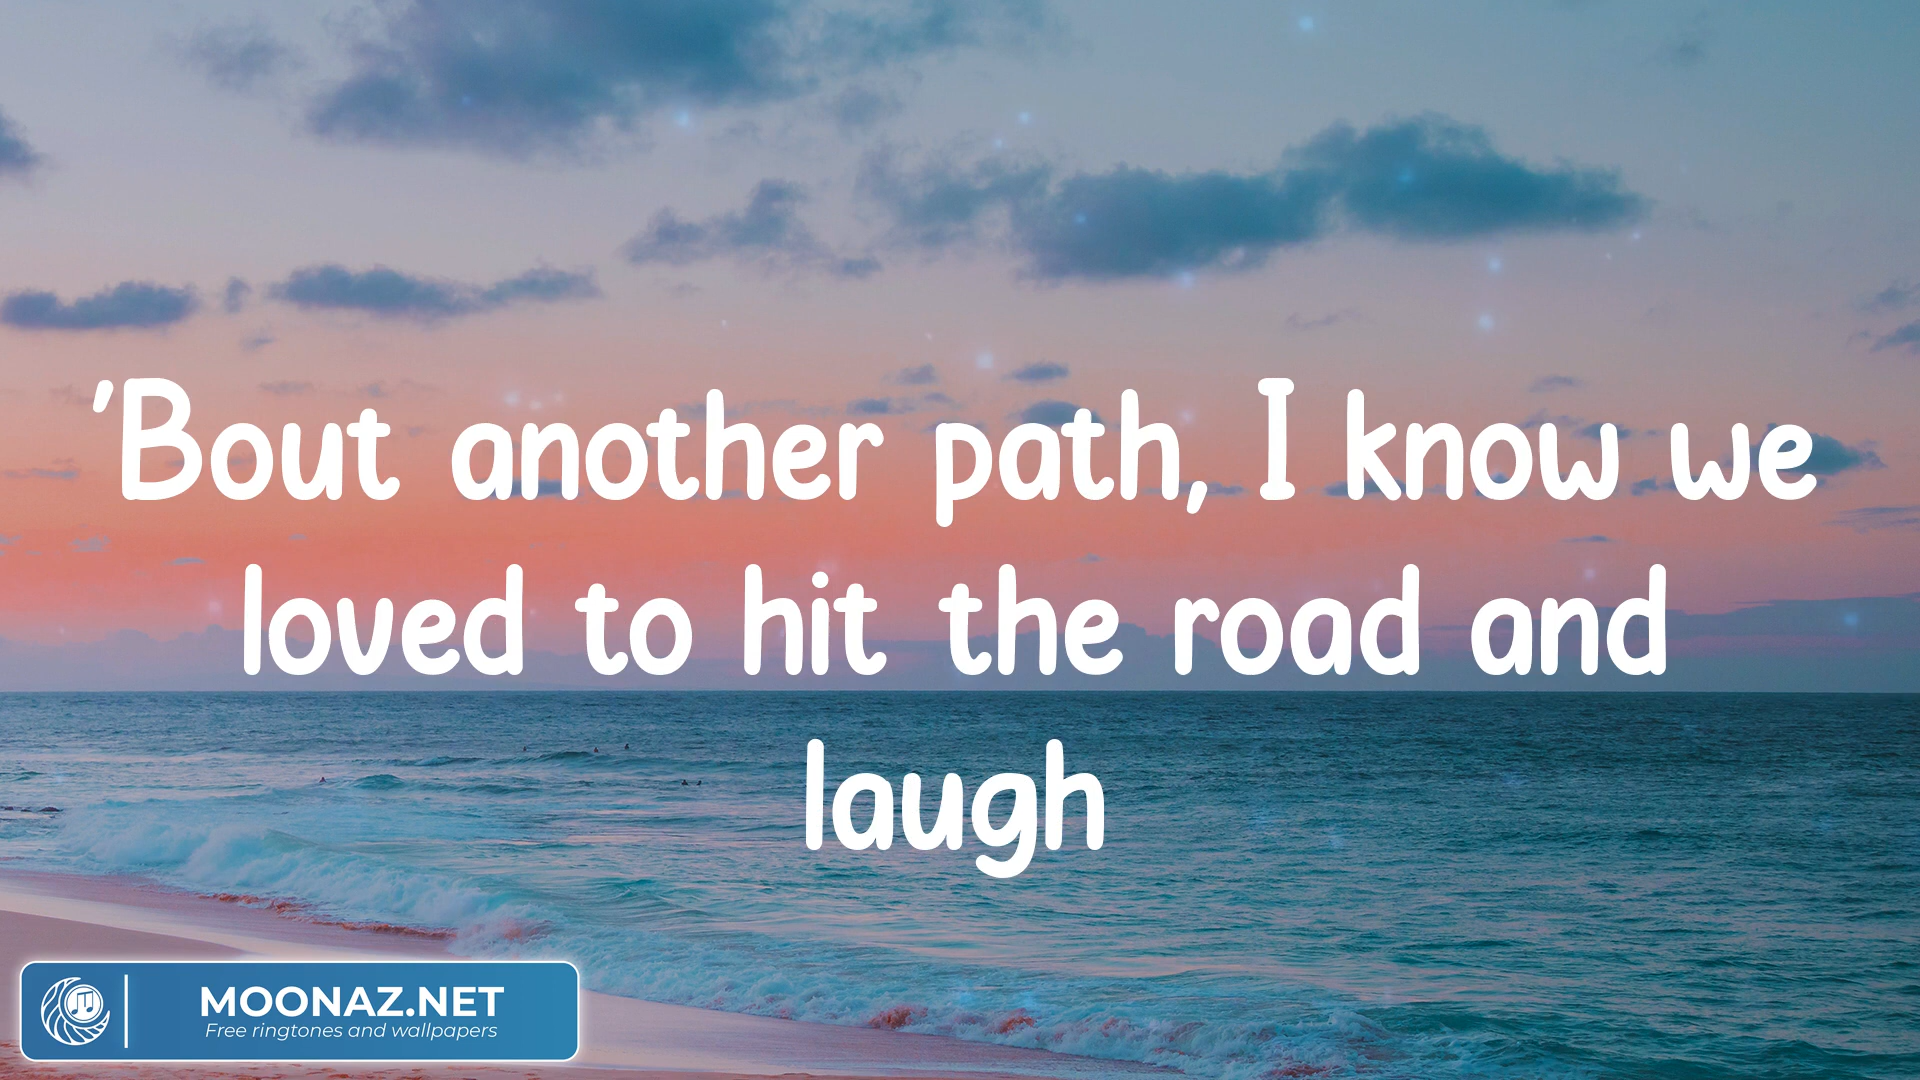 'Bout another path, I know we
loved to hit the road and
laugh
MOONAZ.NET
Free ringtones and wallpapers